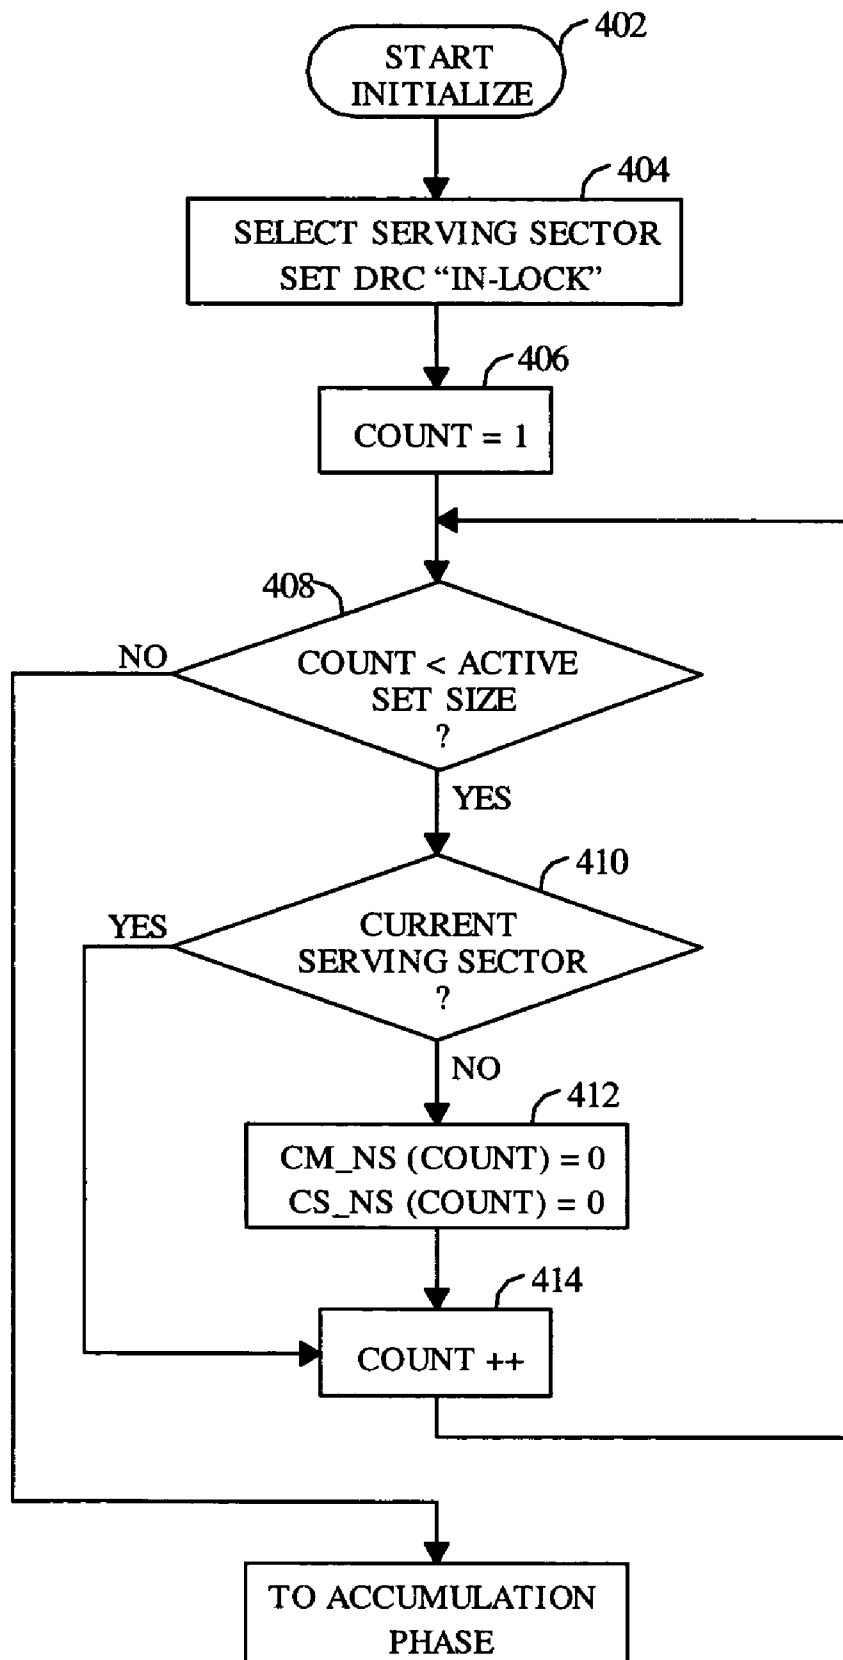 402
START
INITIALIZE
404
SELECT SERVING SECTOR
SET DRC “IN-LOCK”
406
COUNT = 1
408
NO
COUNT < ACTIVE
SET SIZE
?
YES
410
YES
CURRENT
SERVING SECTOR
?
NO
412
CM_NS (COUNT) = 0
CS_NS (COUNT) = 0
414
COUNT ++
TO ACCUMULATION
PHASE